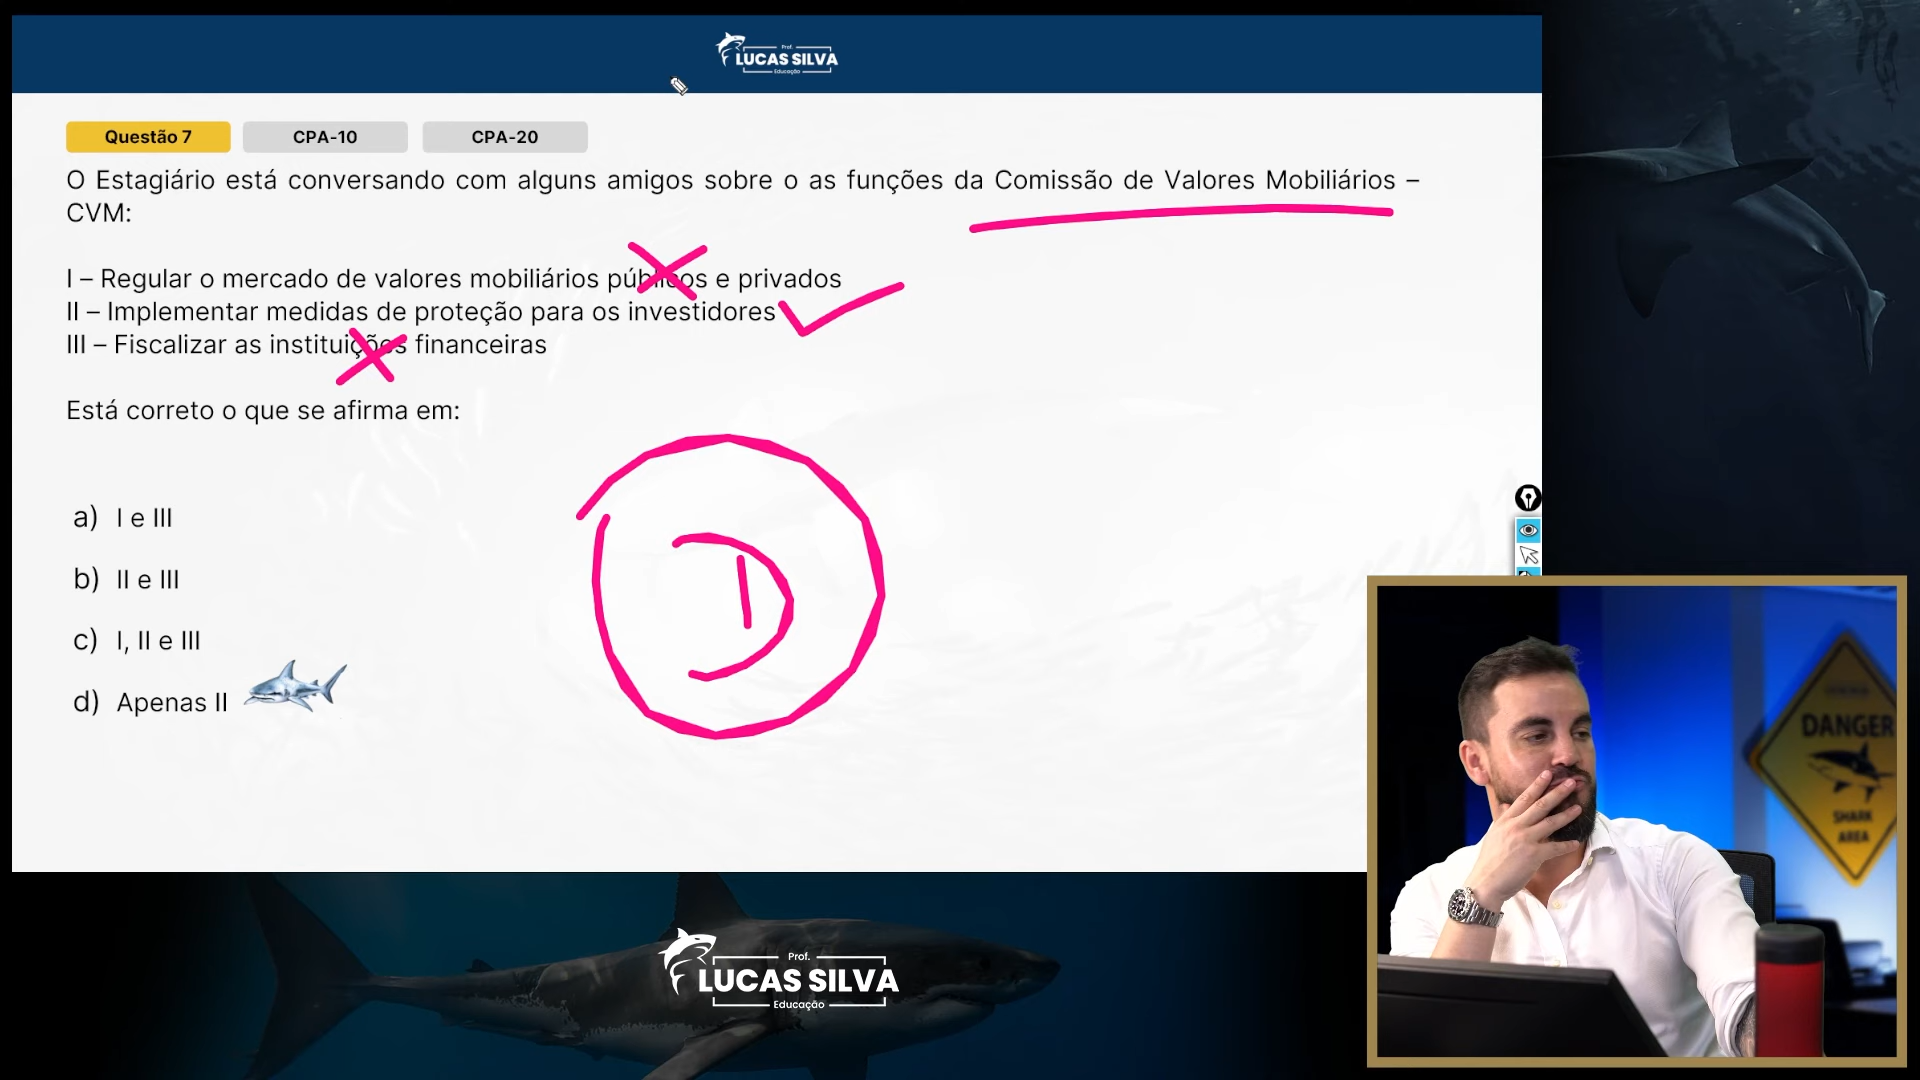 Prof.
LUCAS SILVA
Educação
Questão 7
CPA-10
CPA-20
O Estagiário está conversando com alguns amigos sobre o as funções da Comissão de Valores Mobiliários –
CVM:
I – Regular o mercado de valores mobiliários públicos e privados
II – Implementar medidas de proteção para os investidores
III – Fiscalizar as instituições financeiras
Está correto o que se afirma em:
a) I e III
b) II e III
c) I, II e III
d) Apenas II
D
DANGER
SHARK
AREA
Prof.
LUCAS SILVA
Educação